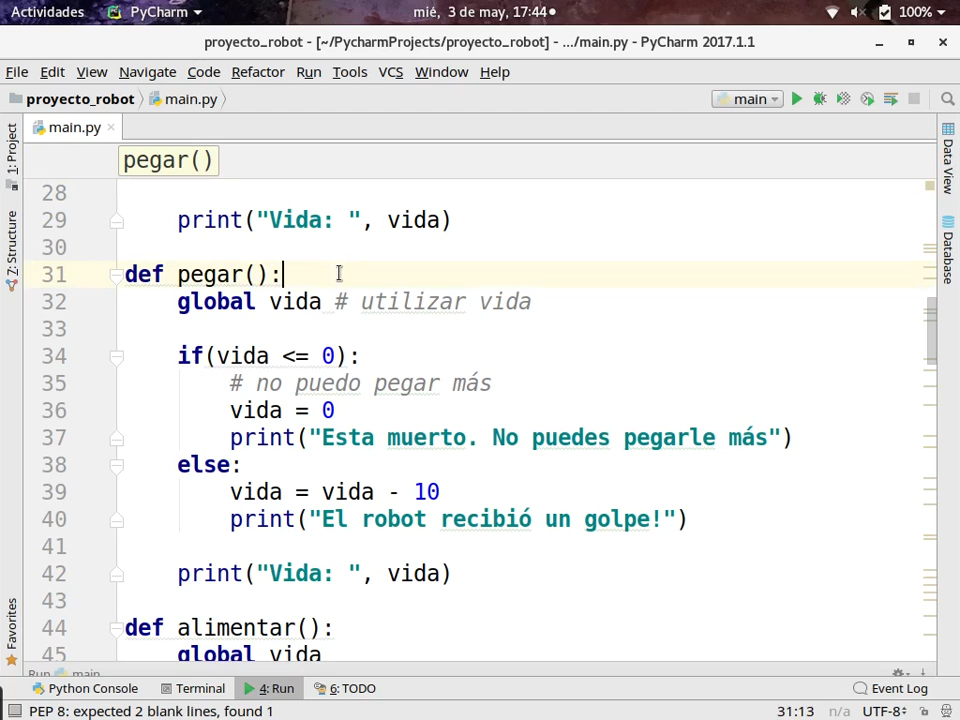 Actividades PyCharm mié, 3 de may, 17:44 100%
proyecto_robot - [~/PycharmProjects/proyecto_robot] - .../main.py - PyCharm 2017.1.1
File Edit View Navigate Code Refactor Run Tools VCS Window Help
proyecto_robot main.py main
main.py
pegar()
28
29 print("Vida: ", vida)
30
31 def pegar():
32 global vida # utilizar vida
33
34 if(vida <= 0):
35 # no puedo pegar más
36 vida = 0
37 print("Esta muerto. No puedes pegarle más")
38 else:
39 vida = vida - 10
40 print("El robot recibió un golpe!")
41
42 print("Vida: ", vida)
43
44 def alimentar():
45 global vida
1: Project
7: Structure
Favorites
Data View
Database
Run main
Python Console Terminal 4: Run 6: TODO Event Log
PEP 8: expected 2 blank lines, found 1 31:13 n/a UTF-8